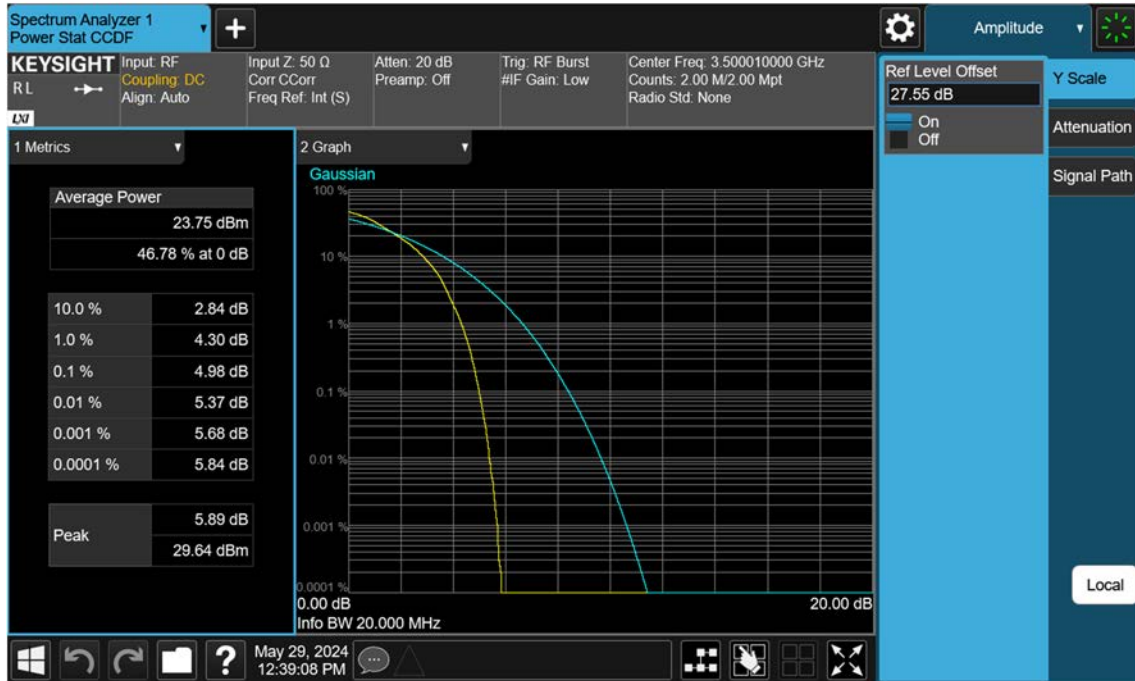 Spectrum Analyzer 1
Power Stat CCDF
Amplitude
KEYSIGHT
R L
LXI
Input: RF
Coupling: DC
Align: Auto
Input Z: 50 Ω
Corr CCorr
Freq Ref: Int (S)
Atten: 20 dB
Preamp: Off
Trig: RF Burst
#IF Gain: Low
Center Freq: 3.500010000 GHz
Counts: 2.00 M/2.00 Mpt
Radio Std: None
Ref Level Offset
27.55 dB
On
Off
Y Scale
Attenuation
Signal Path
1 Metrics
Average Power
23.75 dBm
46.78 % at 0 dB
10.0 % 2.84 dB
1.0 % 4.30 dB
0.1 % 4.98 dB
0.01 % 5.37 dB
0.001 % 5.68 dB
0.0001 % 5.84 dB
Peak
5.89 dB
29.64 dBm
2 Graph
Gaussian
100 %
10 %
1 %
0.1 %
0.01 %
0.001 %
0.0001 %
0.00 dB 20.00 dB
Info BW 20.000 MHz
Local
?
May 29, 2024
12:39:08 PM